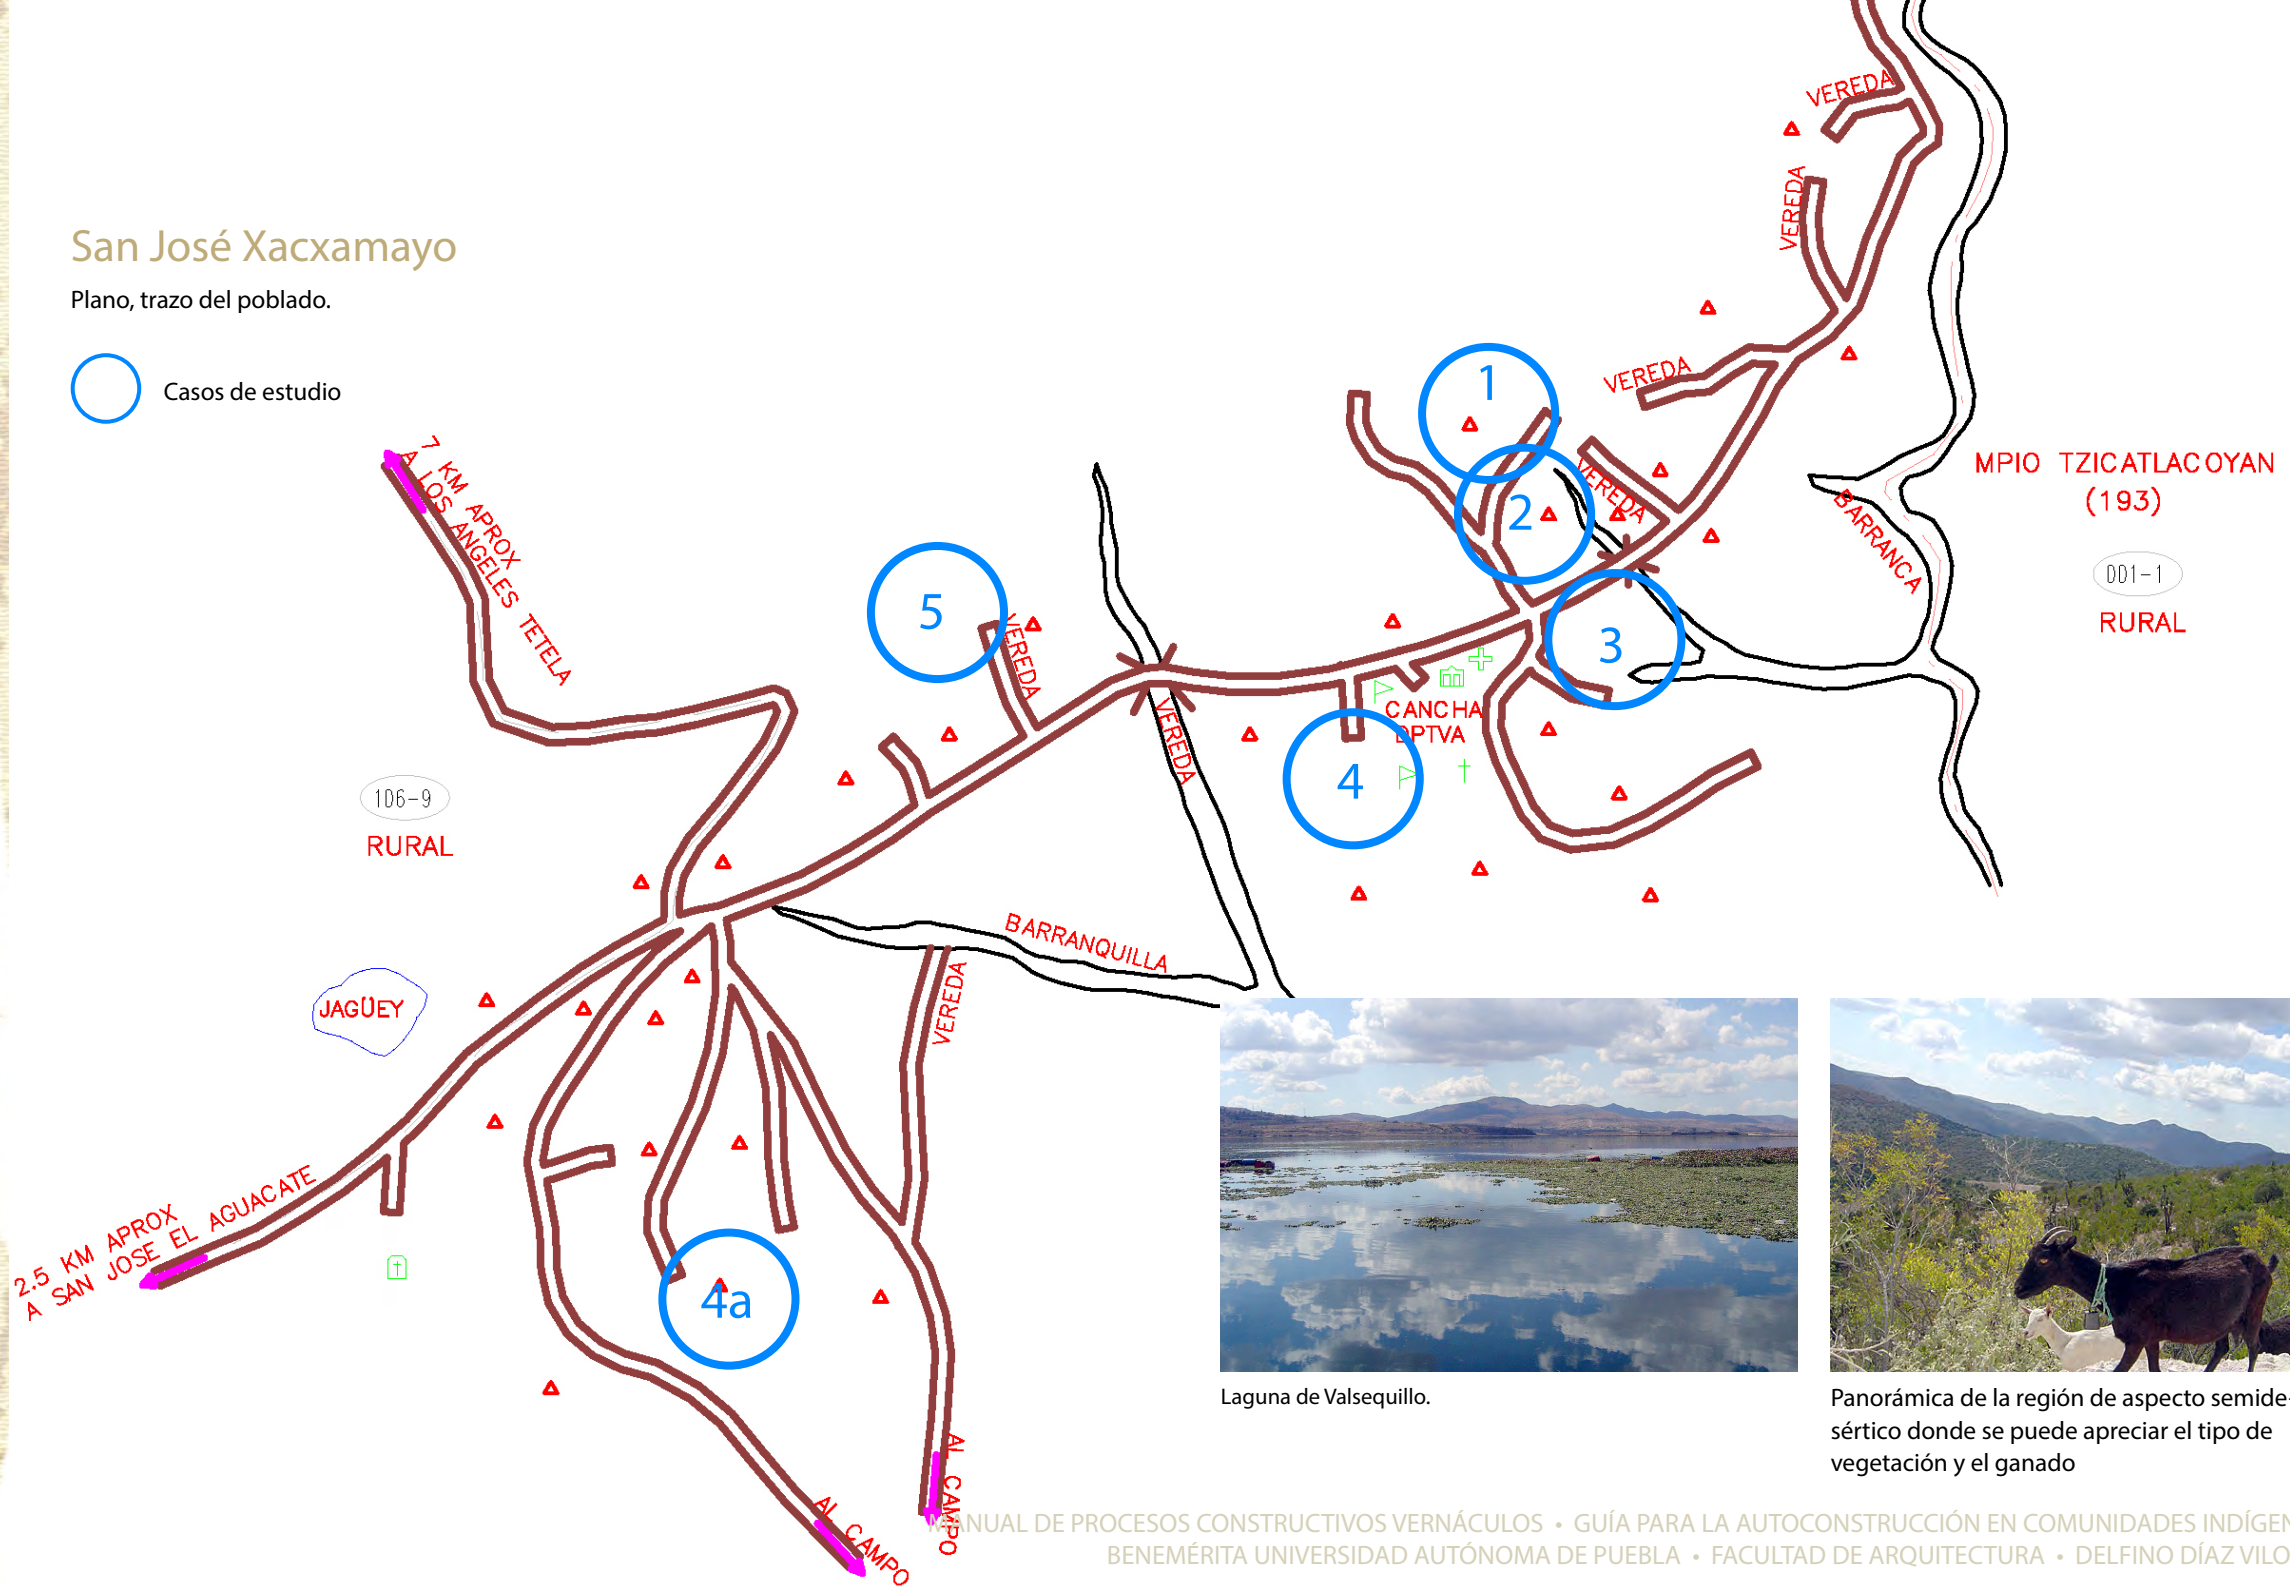 San José Xacxamayo
Plano, trazo del poblado.
Casos de estudio
VEREDA
VEREDA
VEREDA
VEREDA
1
2
3
4
5
4a
7 KM APROX
A LOS ANGELES TETELA
MPIO TZICATLACOYAN
(193)
BARRANCA
DD1-1
RURAL
VEREDA
VEREDA
CANCHA
DPTVA
1D6-9
RURAL
BARRANQUILLA
VEREDA
JAGÜEY
2.5 KM APROX
A SAN JOSE EL AGUACATE
AL CAMPO
AL CAMPO
Laguna de Valsequillo.
Panorámica de la región de aspecto semide-
sértico donde se puede apreciar el tipo de
vegetación y el ganado
MANUAL DE PROCESOS CONSTRUCTIVOS VERNÁCULOS • GUÍA PARA LA AUTOCONSTRUCCIÓN EN COMUNIDADES INDÍGEN
BENEMÉRITA UNIVERSIDAD AUTÓNOMA DE PUEBLA • FACULTAD DE ARQUITECTURA • DELFINO DÍAZ VILO